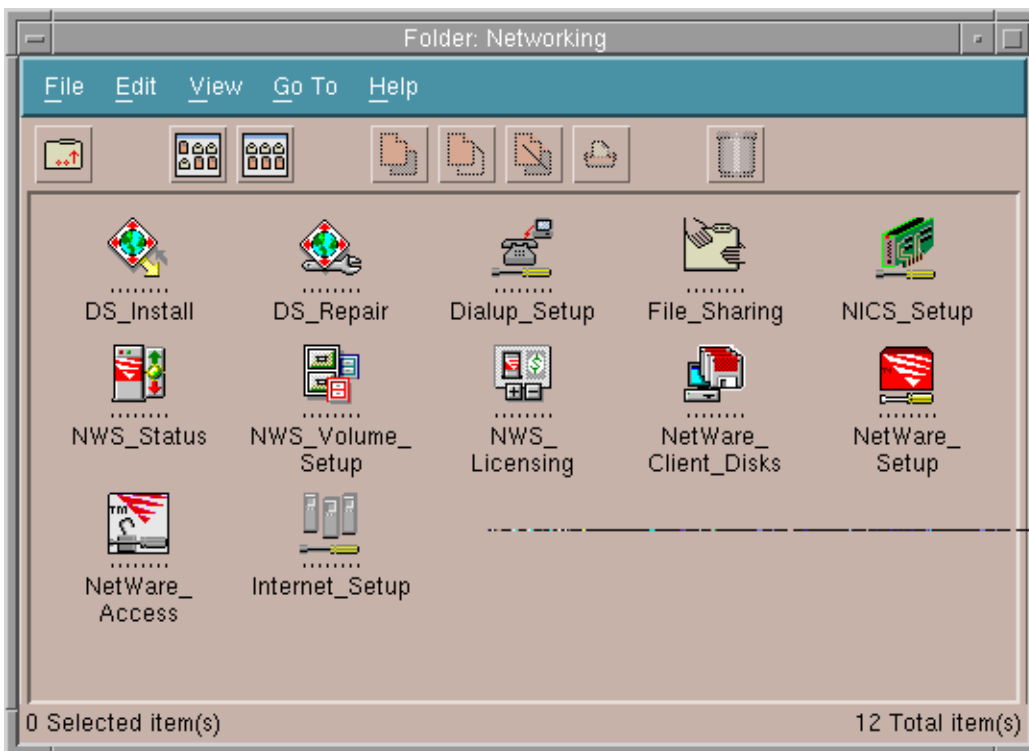 Folder: Networking
File Edit View Go To Help
DS_Install DS_Repair Dialup_Setup File_Sharing NICS_Setup
NWS_Status NWS_Volume_ NWS_ NetWare_ NetWare_
Setup Licensing Client_Disks Setup
NetWare_ Internet_Setup
Access
0 Selected item(s) 12 Total item(s)